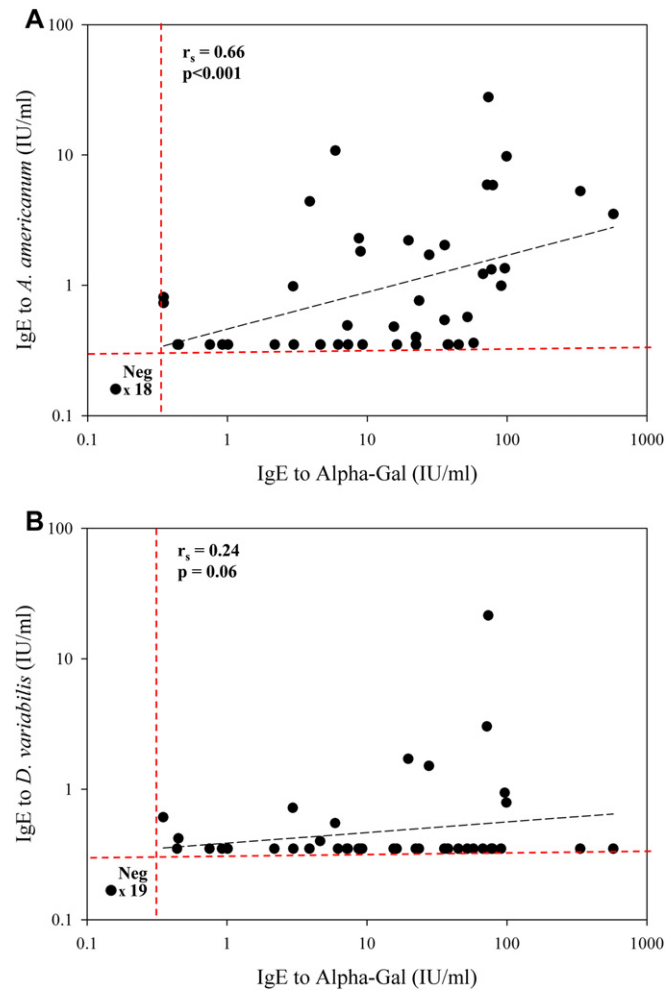 A
100
r_s = 0.66
p<0.001
10
IgE to A. americanum (IU/ml)
1
Neg
x 18
0.1
0.1 1 10 100 1000
IgE to Alpha-Gal (IU/ml)
B
100
r_s = 0.24
p = 0.06
10
IgE to D. variabilis (IU/ml)
1
Neg
x 19
0.1
0.1 1 10 100 1000
IgE to Alpha-Gal (IU/ml)